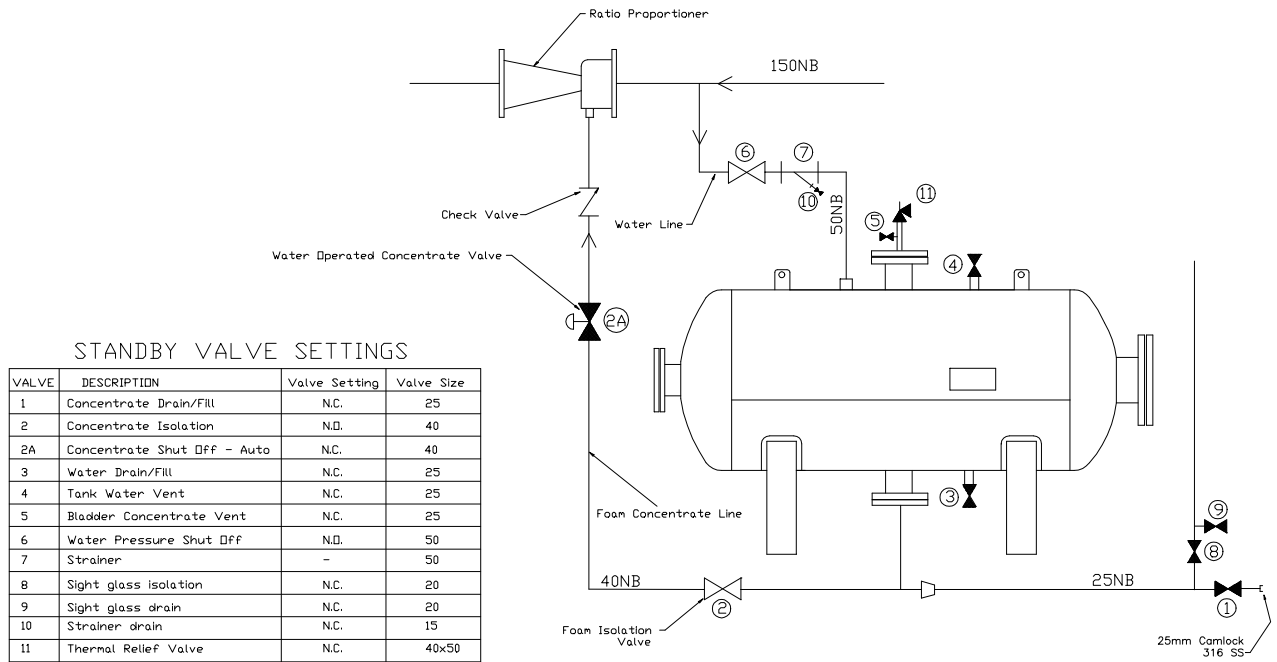 Ratio Proportioner
150NB
6
7
10
11
5
50NB
Water Line
Check Valve
Water Operated Concentrate Valve
4
2A
STANDBY VALVE SETTINGS
VALVE DESCRIPTION Valve Setting Valve Size
1 Concentrate Drain/Fill N.C. 25
2 Concentrate Isolation N.O. 40
2A Concentrate Shut Off - Auto N.C. 40
3 Water Drain/Fill N.C. 25
4 Tank Water Vent N.C. 25
5 Bladder Concentrate Vent N.C. 25
6 Water Pressure Shut Off N.O. 50
7 Strainer - 50
8 Sight glass isolation N.C. 20
9 Sight glass drain N.C. 20
10 Strainer drain N.C. 15
11 Thermal Relief Valve N.C. 40x50
3
Foam Concentrate Line
9
8
40NB
25NB
2
1
Foam Isolation
Valve
25mm Camlock
316 SS